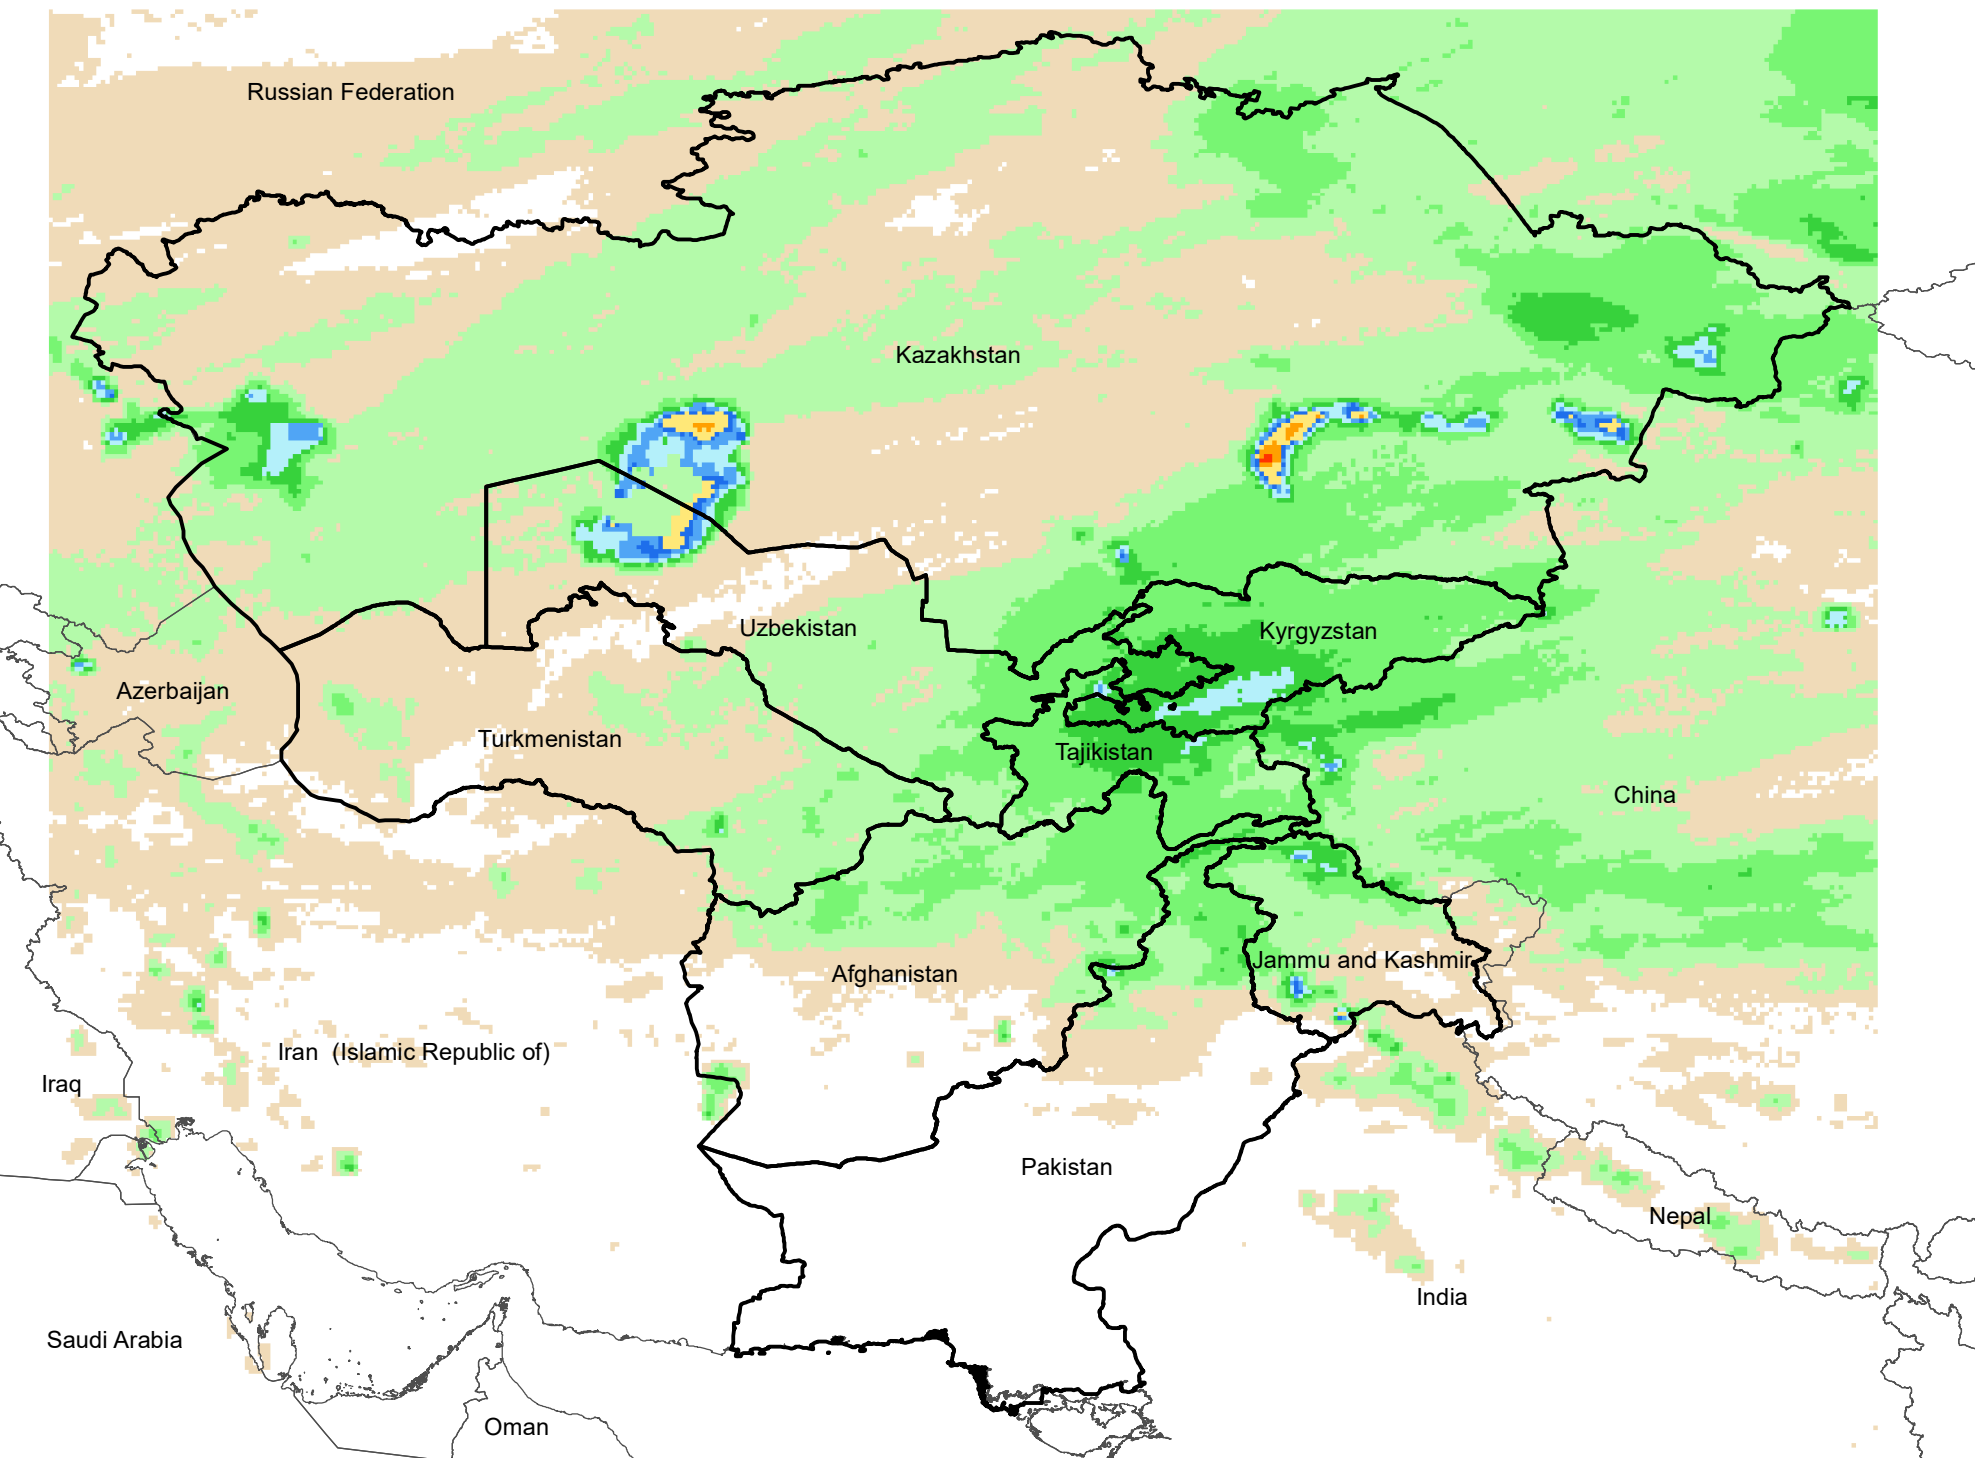 Russian Federation
Kazakhstan
Uzbekistan
Kyrgyzstan
Azerbaijan
Turkmenistan
Tajikistan
China
Jammu and Kashmir
Afghanistan
Iran  (Islamic Republic of)
Iraq
Pakistan
Nepal
India
Saudi Arabia
Oman